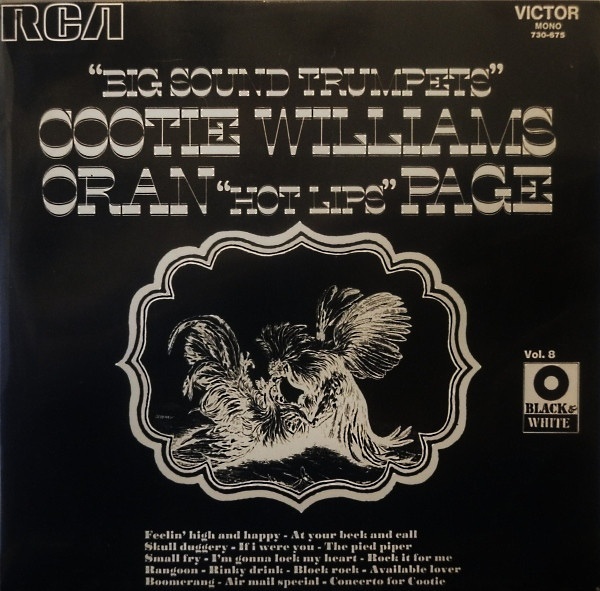 RCA
VICTOR
MONO
730-675
"BIG SOUND TRUMPETS"
COOTIE WILLIAMS
ORAN "HOT LIPS" PAGE
Vol. 8
BLACK &
WHITE
Feelin' high and happy - At your beck and call
Skull duggery - If i were you - The pied piper
Small fry - I'm gonna lock my heart - Rock it for me
Rangoon - Rinky drink - Block rock - Available lover
Boomerang - Air mail special - Concerto for Cootie